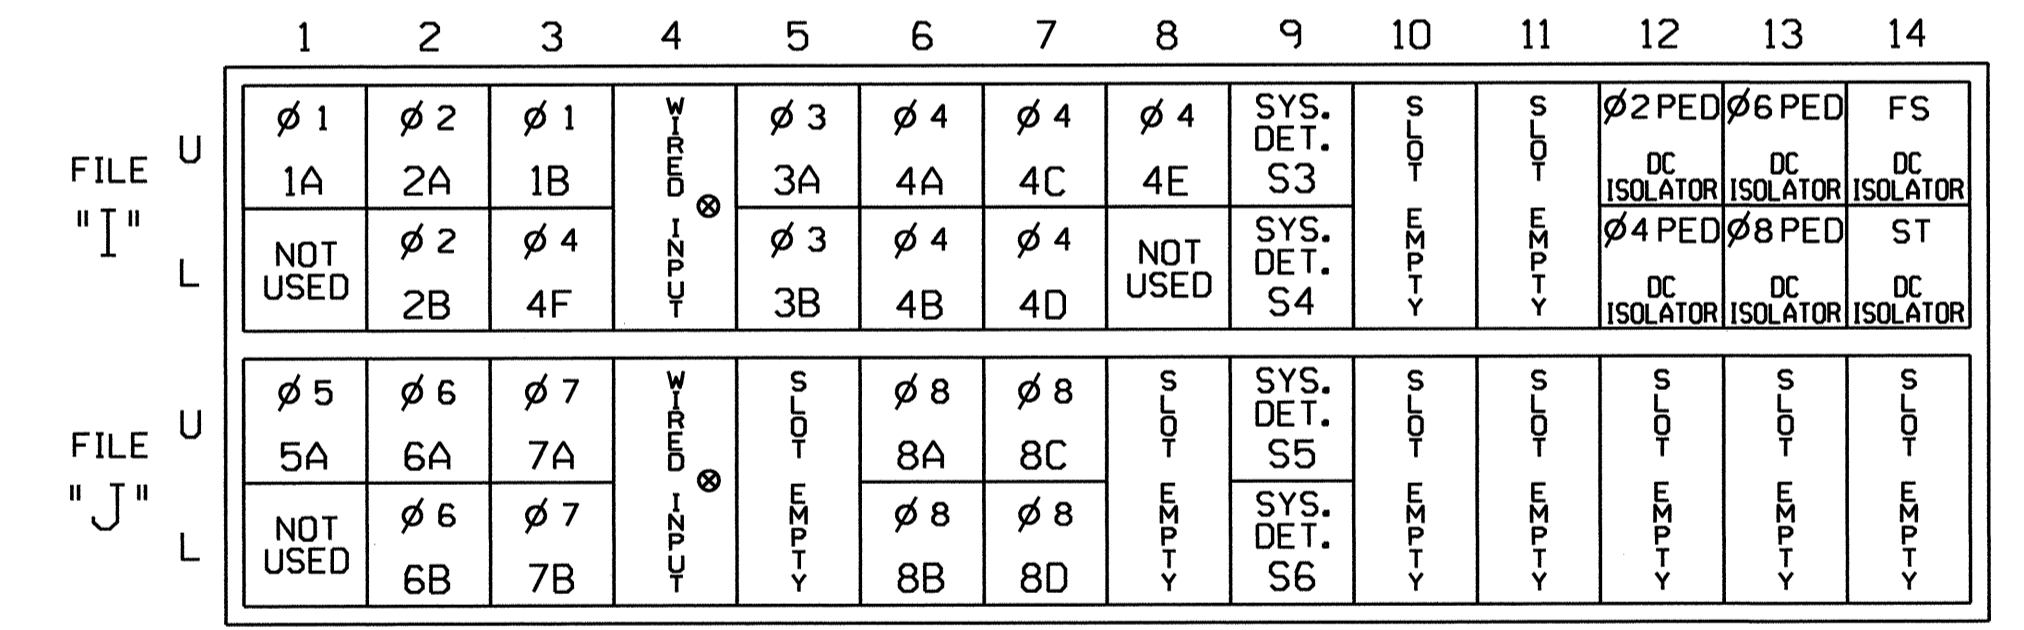 1 2 3 4 5 6 7 8 9 10 11 12 13 14
FILE "I"
U
Ø 1 1A
Ø 2 2A
Ø 1 1B
WIRED INPUT
Ø 3 3A
Ø 4 4A
Ø 4 4C
Ø 4 4E
SYS. DET. S3
SLOT EMPTY
SLOT EMPTY
Ø2 PED DC ISOLATOR
Ø6 PED DC ISOLATOR
FS DC ISOLATOR
L
NOT USED
Ø 2 2B
Ø 4 4F
Ø 3 3B
Ø 4 4B
Ø 4 4D
NOT USED
SYS. DET. S4
Ø4 PED DC ISOLATOR
Ø8 PED DC ISOLATOR
ST DC ISOLATOR
FILE "J"
U
Ø 5 5A
Ø 6 6A
Ø 7 7A
WIRED INPUT
SLOT EMPTY
Ø 8 8A
Ø 8 8C
SLOT EMPTY
SYS. DET. S5
SLOT EMPTY
SLOT EMPTY
SLOT EMPTY
SLOT EMPTY
SLOT EMPTY
L
NOT USED
Ø 6 6B
Ø 7 7B
Ø 8 8B
Ø 8 8D
SYS. DET. S6